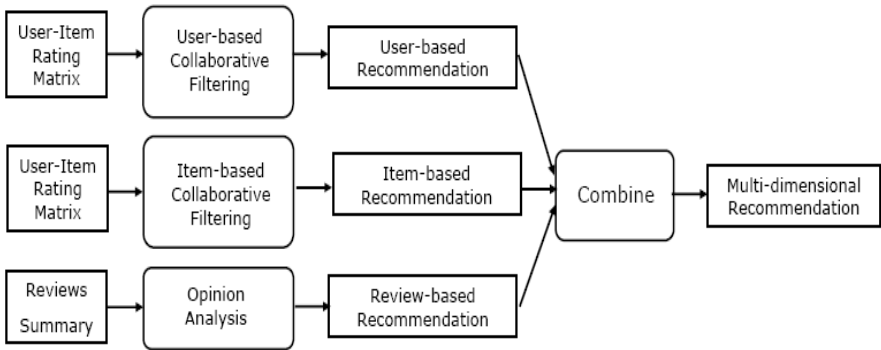 User-Item
Rating
Matrix
User-based
Collaborative
Filtering
User-based
Recommendation
User-Item
Rating
Matrix
Item-based
Collaborative
Filtering
Item-based
Recommendation
Combine
Multi-dimensional
Recommendation
Reviews
Summary
Opinion
Analysis
Review-based
Recommendation